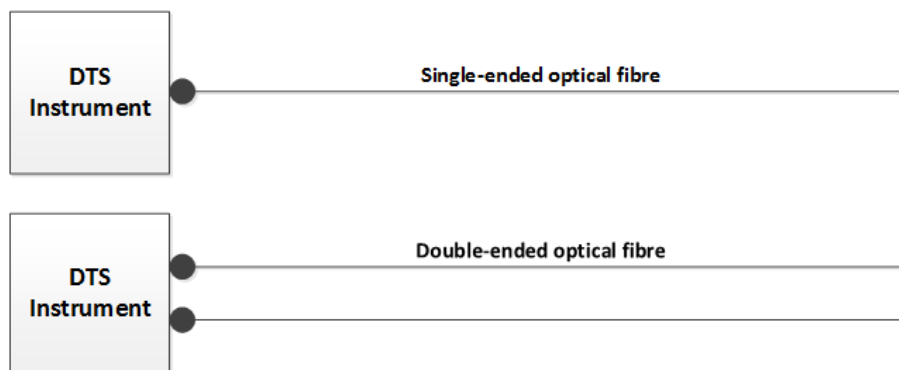 DTS
Instrument
Single-ended optical fibre
DTS
Instrument
Double-ended optical fibre